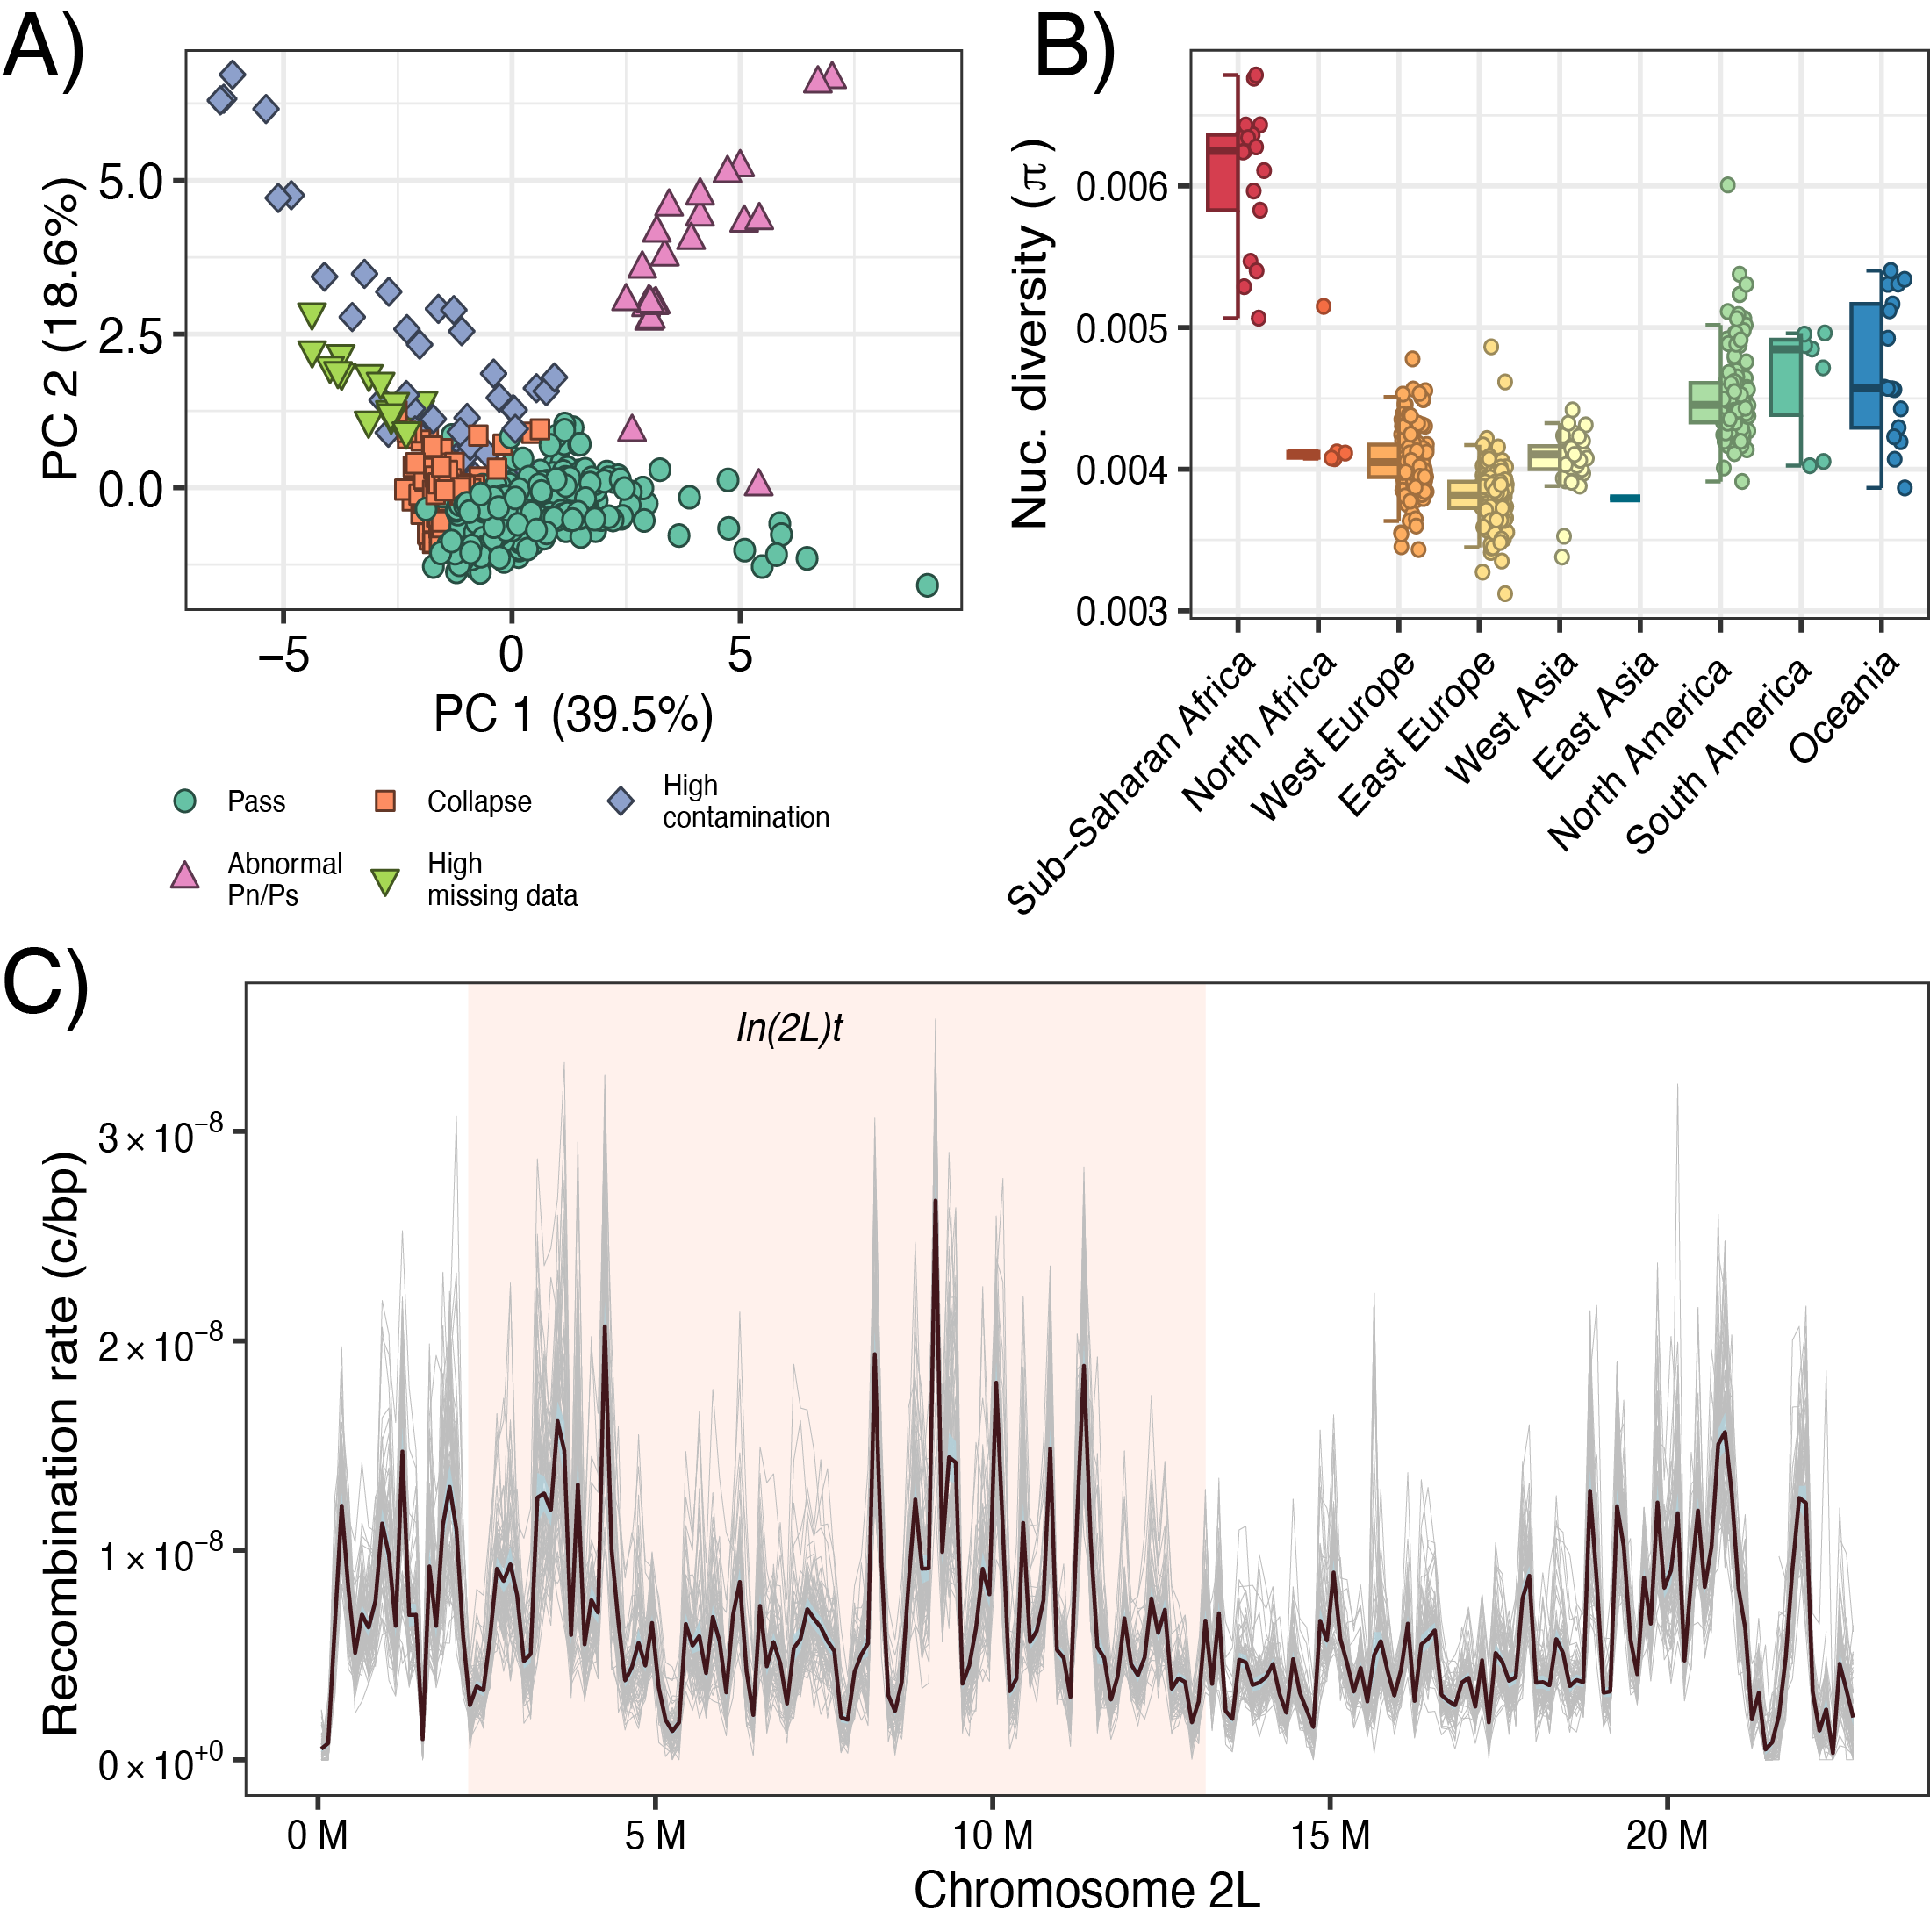 A)
PC 2 (18.6%)
5.0
2.5
0.0
−5
0
5
PC 1 (39.5%)
Pass
Collapse
High
contamination
Abnormal
Pn/Ps
High
missing data
B)
Nuc. diversity (π)
0.006
0.005
0.004
0.003
Sub−Saharan Africa
North Africa
West Europe
East Europe
West Asia
East Asia
North America
South America
Oceania
C)
In(2L)t
Recombination rate (c/bp)
3×10⁻⁸
2×10⁻⁸
1×10⁻⁸
0×10⁺⁰
0 M
5 M
10 M
15 M
20 M
Chromosome 2L